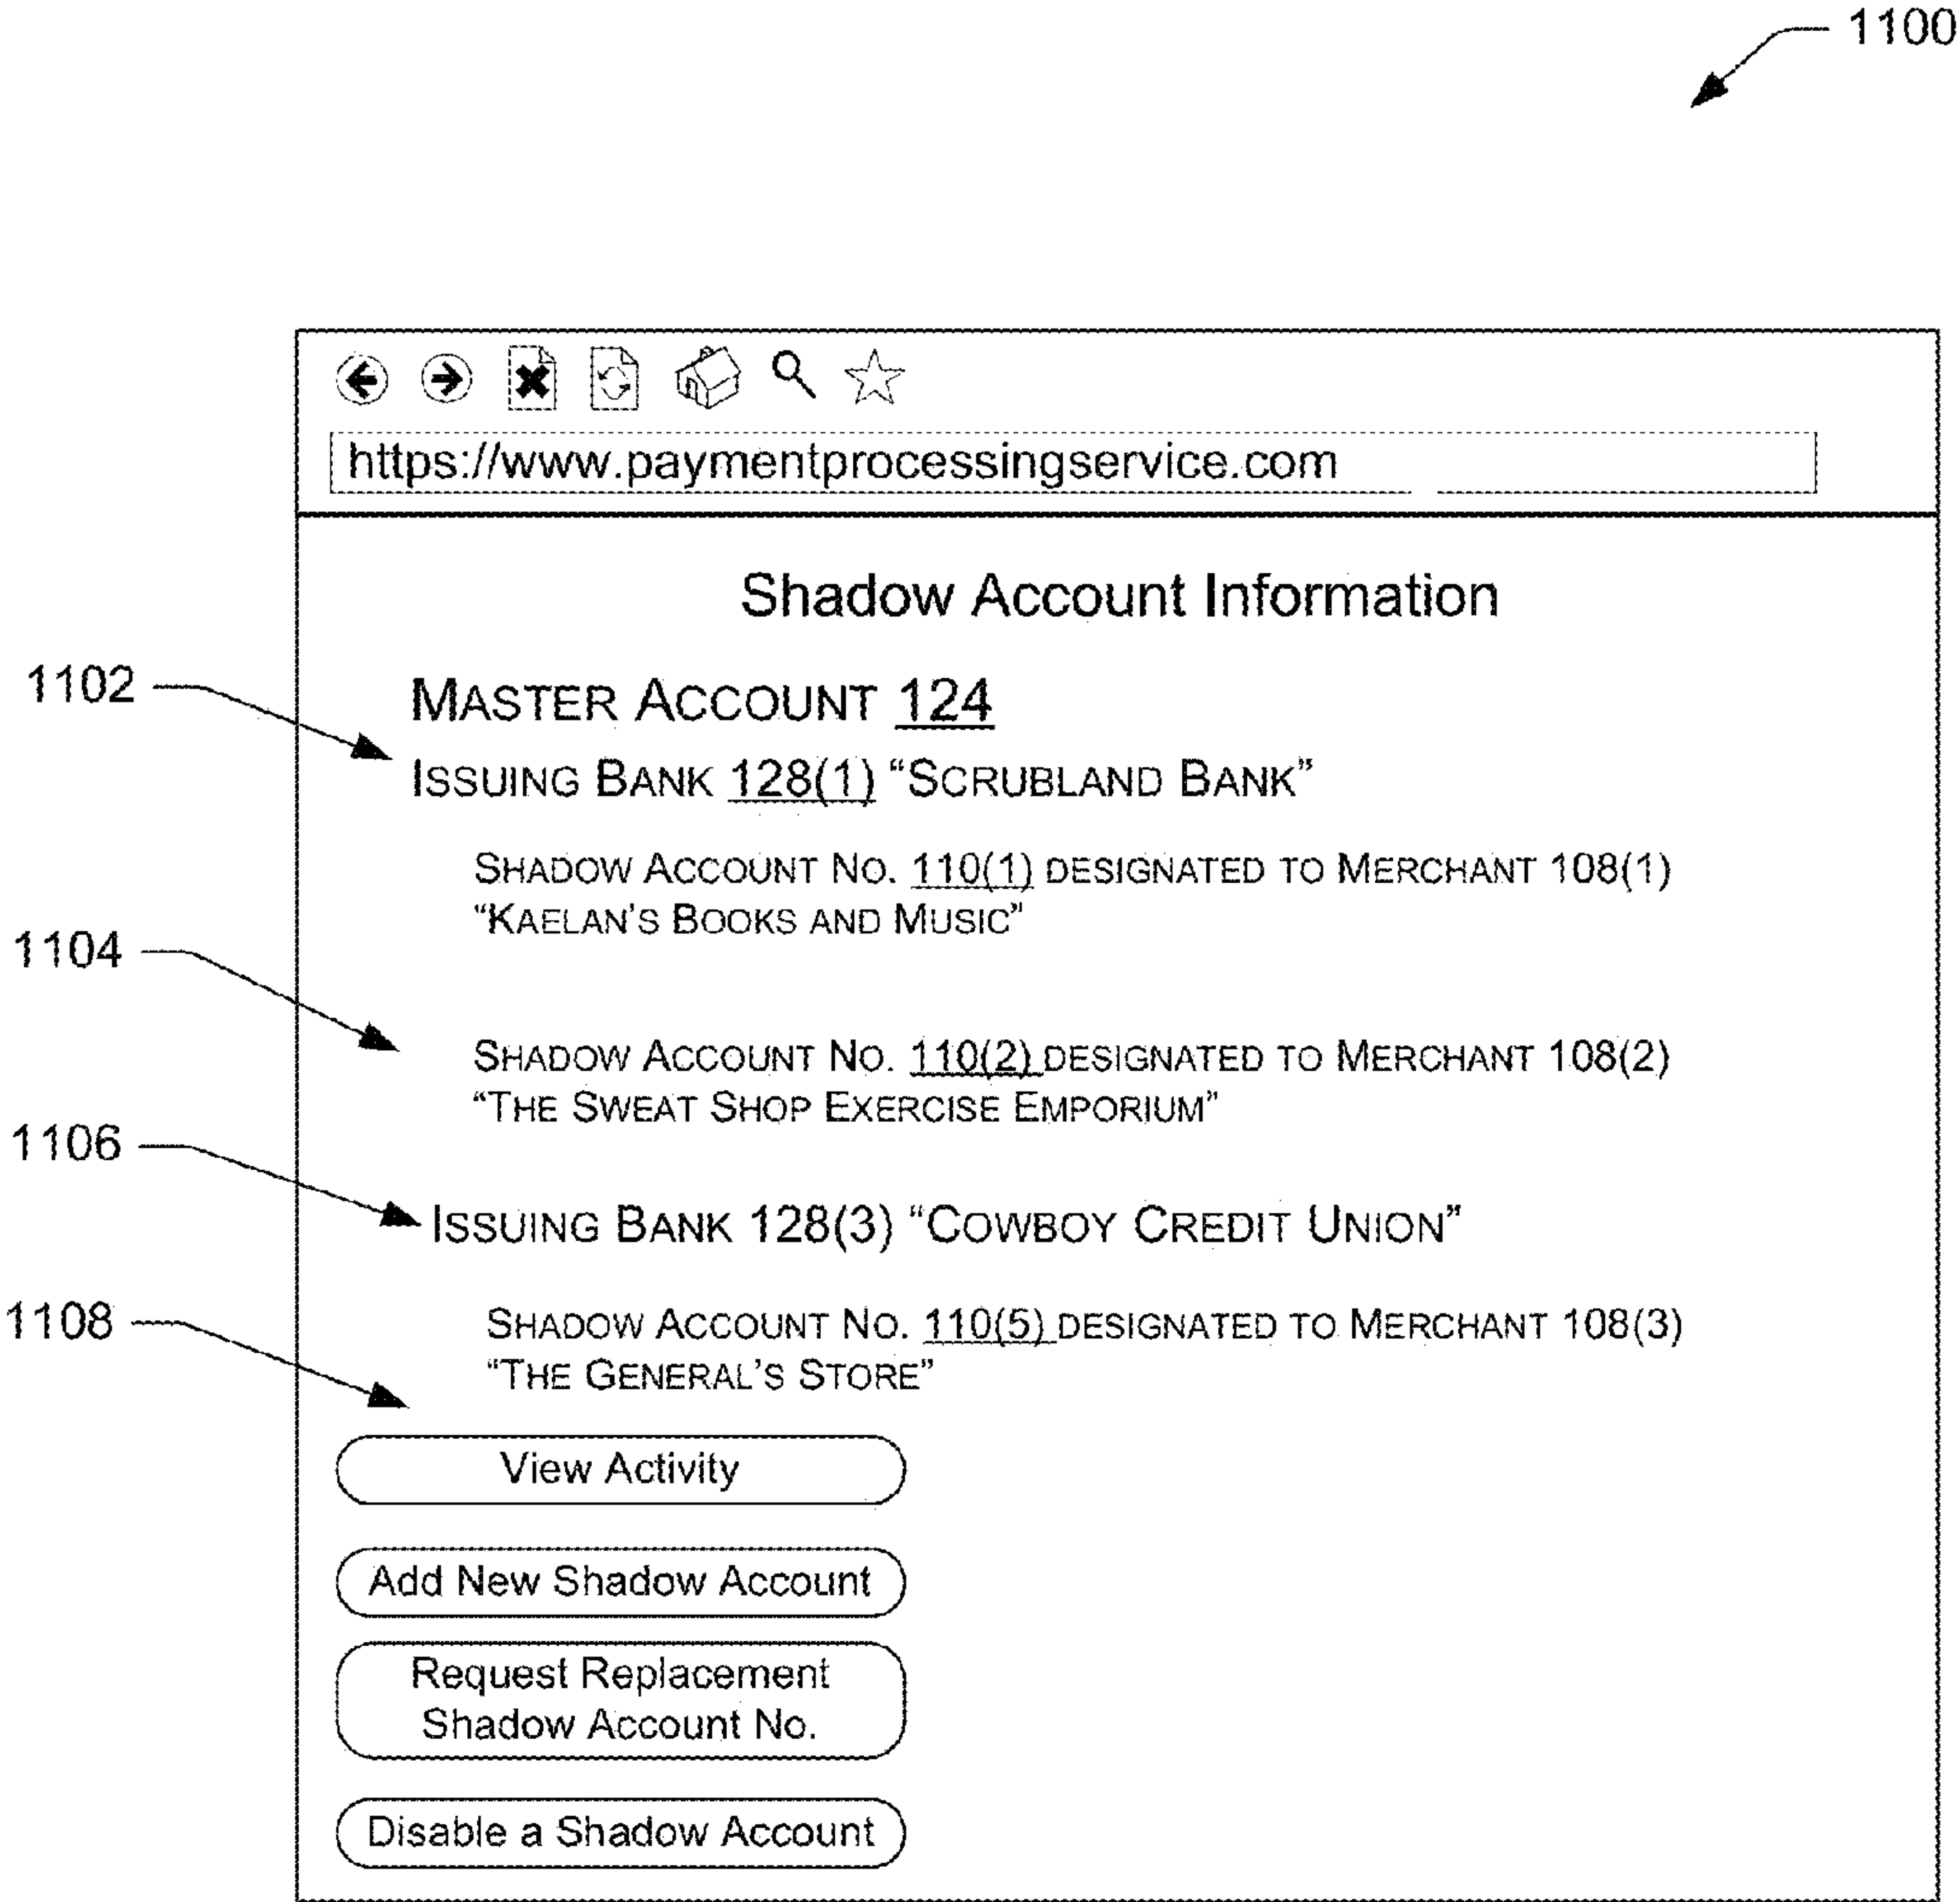 1100
https://www.paymentprocessingservice.com
Shadow Account Information
1102
MASTER ACCOUNT 124
ISSUING BANK 128(1) “SCRUBLAND BANK”
SHADOW ACCOUNT NO. 110(1) DESIGNATED TO MERCHANT 108(1)
“KAELAN’S BOOKS AND MUSIC”
1104
SHADOW ACCOUNT NO. 110(2) DESIGNATED TO MERCHANT 108(2)
“THE SWEAT SHOP EXERCISE EMPORIUM”
1106
ISSUING BANK 128(3) “COWBOY CREDIT UNION”
1108
SHADOW ACCOUNT NO. 110(5) DESIGNATED TO MERCHANT 108(3)
“THE GENERAL’S STORE”
View Activity
Add New Shadow Account
Request Replacement
Shadow Account No.
Disable a Shadow Account